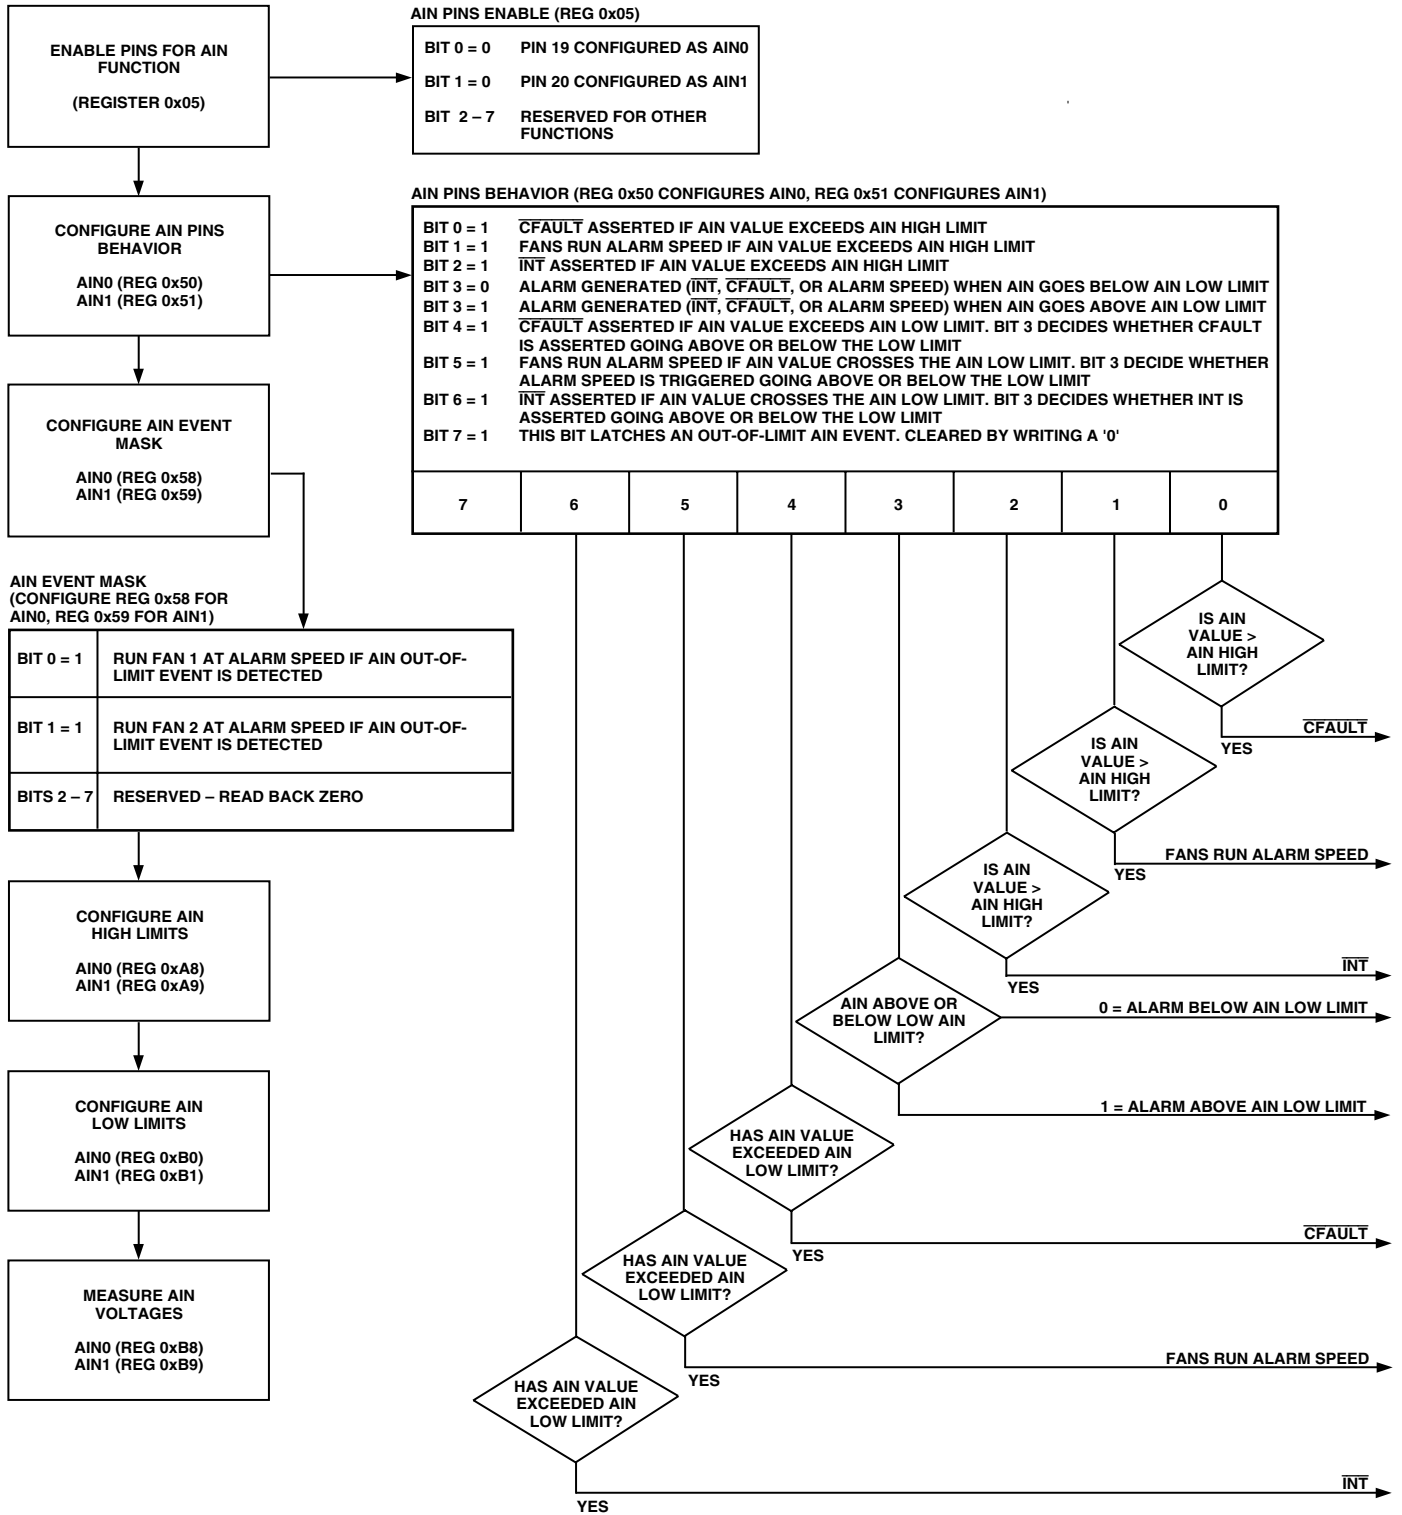 ENABLE PINS FOR AIN
FUNCTION
(REGISTER 0x05)
AIN PINS ENABLE (REG 0x05)
BIT 0 = 0 PIN 19 CONFIGURED AS AIN0
BIT 1 = 0 PIN 20 CONFIGURED AS AIN1
BIT 2 – 7 RESERVED FOR OTHER
FUNCTIONS
CONFIGURE AIN PINS
BEHAVIOR
AIN0 (REG 0x50)
AIN1 (REG 0x51)
AIN PINS BEHAVIOR (REG 0x50 CONFIGURES AIN0, REG 0x51 CONFIGURES AIN1)
BIT 0 = 1 CFAULT ASSERTED IF AIN VALUE EXCEEDS AIN HIGH LIMIT
BIT 1 = 1 FANS RUN ALARM SPEED IF AIN VALUE EXCEEDS AIN HIGH LIMIT
BIT 2 = 1 INT ASSERTED IF AIN VALUE EXCEEDS AIN HIGH LIMIT
BIT 3 = 0 ALARM GENERATED (INT, CFAULT, OR ALARM SPEED) WHEN AIN GOES BELOW AIN LOW LIMIT
BIT 3 = 1 ALARM GENERATED (INT, CFAULT, OR ALARM SPEED) WHEN AIN GOES ABOVE AIN LOW LIMIT
BIT 4 = 1 CFAULT ASSERTED IF AIN VALUE EXCEEDS AIN LOW LIMIT. BIT 3 DECIDES WHETHER CFAULT
IS ASSERTED GOING ABOVE OR BELOW THE LOW LIMIT
BIT 5 = 1 FANS RUN ALARM SPEED IF AIN VALUE CROSSES THE AIN LOW LIMIT. BIT 3 DECIDE WHETHER
ALARM SPEED IS TRIGGERED GOING ABOVE OR BELOW THE LOW LIMIT
BIT 6 = 1 INT ASSERTED IF AIN VALUE CROSSES THE AIN LOW LIMIT. BIT 3 DECIDES WHETHER INT IS
ASSERTED GOING ABOVE OR BELOW THE LOW LIMIT
BIT 7 = 1 THIS BIT LATCHES AN OUT-OF-LIMIT AIN EVENT. CLEARED BY WRITING A '0'
7 6 5 4 3 2 1 0
CONFIGURE AIN EVENT
MASK
AIN0 (REG 0x58)
AIN1 (REG 0x59)
AIN EVENT MASK
(CONFIGURE REG 0x58 FOR
AIN0, REG 0x59 FOR AIN1)
BIT 0 = 1 RUN FAN 1 AT ALARM SPEED IF AIN OUT-OF-
LIMIT EVENT IS DETECTED
BIT 1 = 1 RUN FAN 2 AT ALARM SPEED IF AIN OUT-OF-
LIMIT EVENT IS DETECTED
BITS 2 – 7 RESERVED – READ BACK ZERO
CONFIGURE AIN
HIGH LIMITS
AIN0 (REG 0xA8)
AIN1 (REG 0xA9)
CONFIGURE AIN
LOW LIMITS
AIN0 (REG 0xB0)
AIN1 (REG 0xB1)
MEASURE AIN
VOLTAGES
AIN0 (REG 0xB8)
AIN1 (REG 0xB9)
IS AIN
VALUE >
AIN HIGH
LIMIT?
YES
CFAULT
IS AIN
VALUE >
AIN HIGH
LIMIT?
YES
FANS RUN ALARM SPEED
IS AIN
VALUE >
AIN HIGH
LIMIT?
YES
INT
AIN ABOVE OR
BELOW LOW AIN
LIMIT?
0 = ALARM BELOW AIN LOW LIMIT
1 = ALARM ABOVE AIN LOW LIMIT
HAS AIN VALUE
EXCEEDED AIN
LOW LIMIT?
YES
CFAULT
HAS AIN VALUE
EXCEEDED AIN
LOW LIMIT?
YES
FANS RUN ALARM SPEED
HAS AIN VALUE
EXCEEDED AIN
LOW LIMIT?
YES
INT